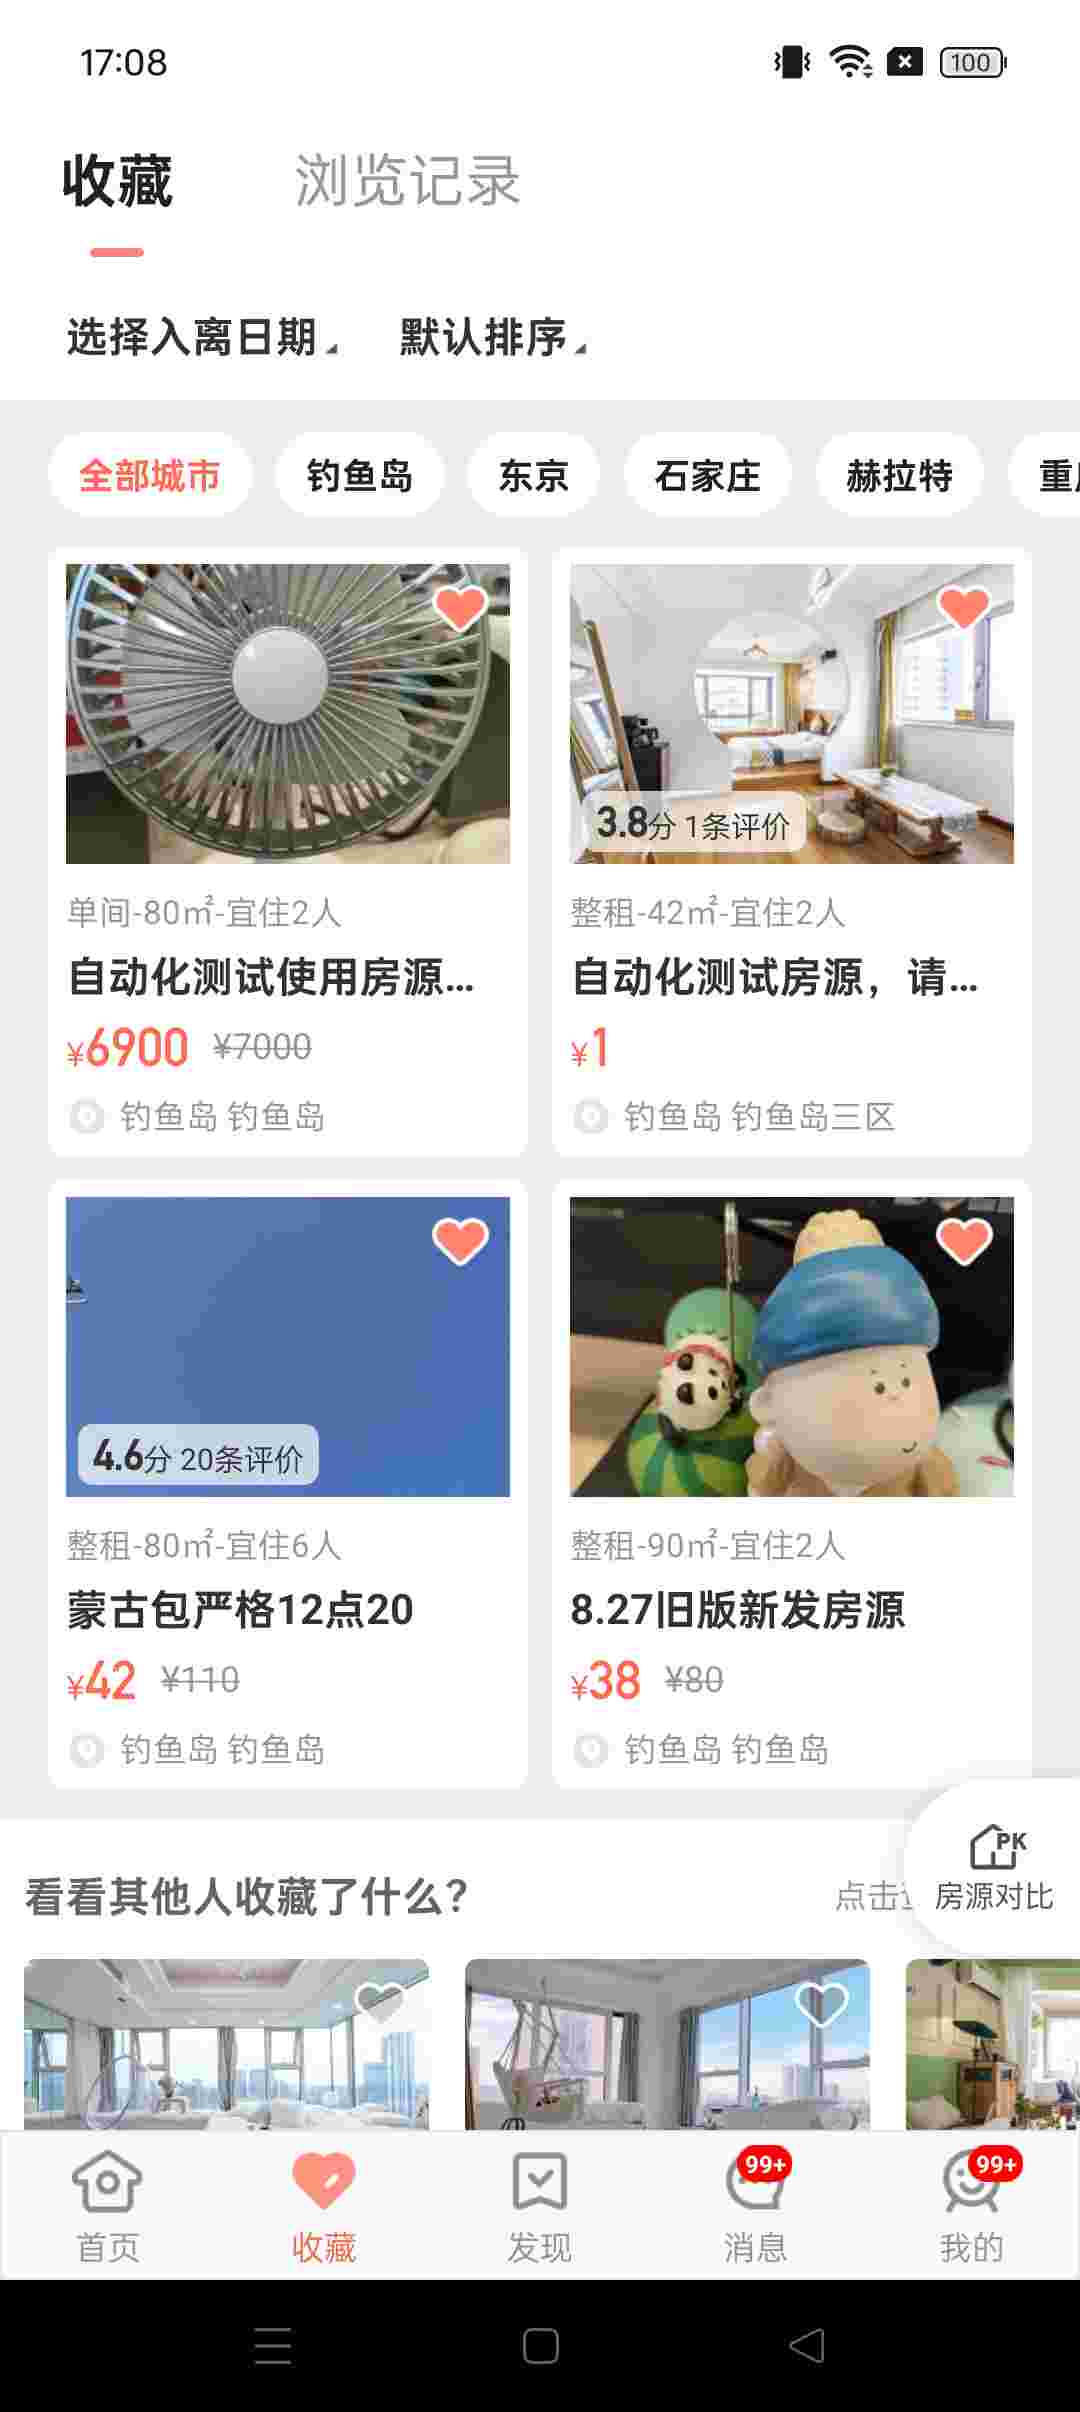 17:08
100
收藏 浏览记录
选择入离日期 默认排序
全部城市 钓鱼岛 东京 石家庄 赫拉特 重
3.8分 1条评价
单间-80㎡-宜住2人
自动化测试使用房源...
¥6900 ¥7000
钓鱼岛 钓鱼岛
整租-42㎡-宜住2人
自动化测试房源，请...
¥1
钓鱼岛 钓鱼岛三区
4.6分 20条评价
整租-80㎡-宜住6人
蒙古包严格12点20
¥42 ¥110
钓鱼岛 钓鱼岛
整租-90㎡-宜住2人
8.27旧版新发房源
¥38 ¥80
钓鱼岛 钓鱼岛
PK
房源对比
看看其他人收藏了什么？ 点击
99+ 99+
首页 收藏 发现 消息 我的